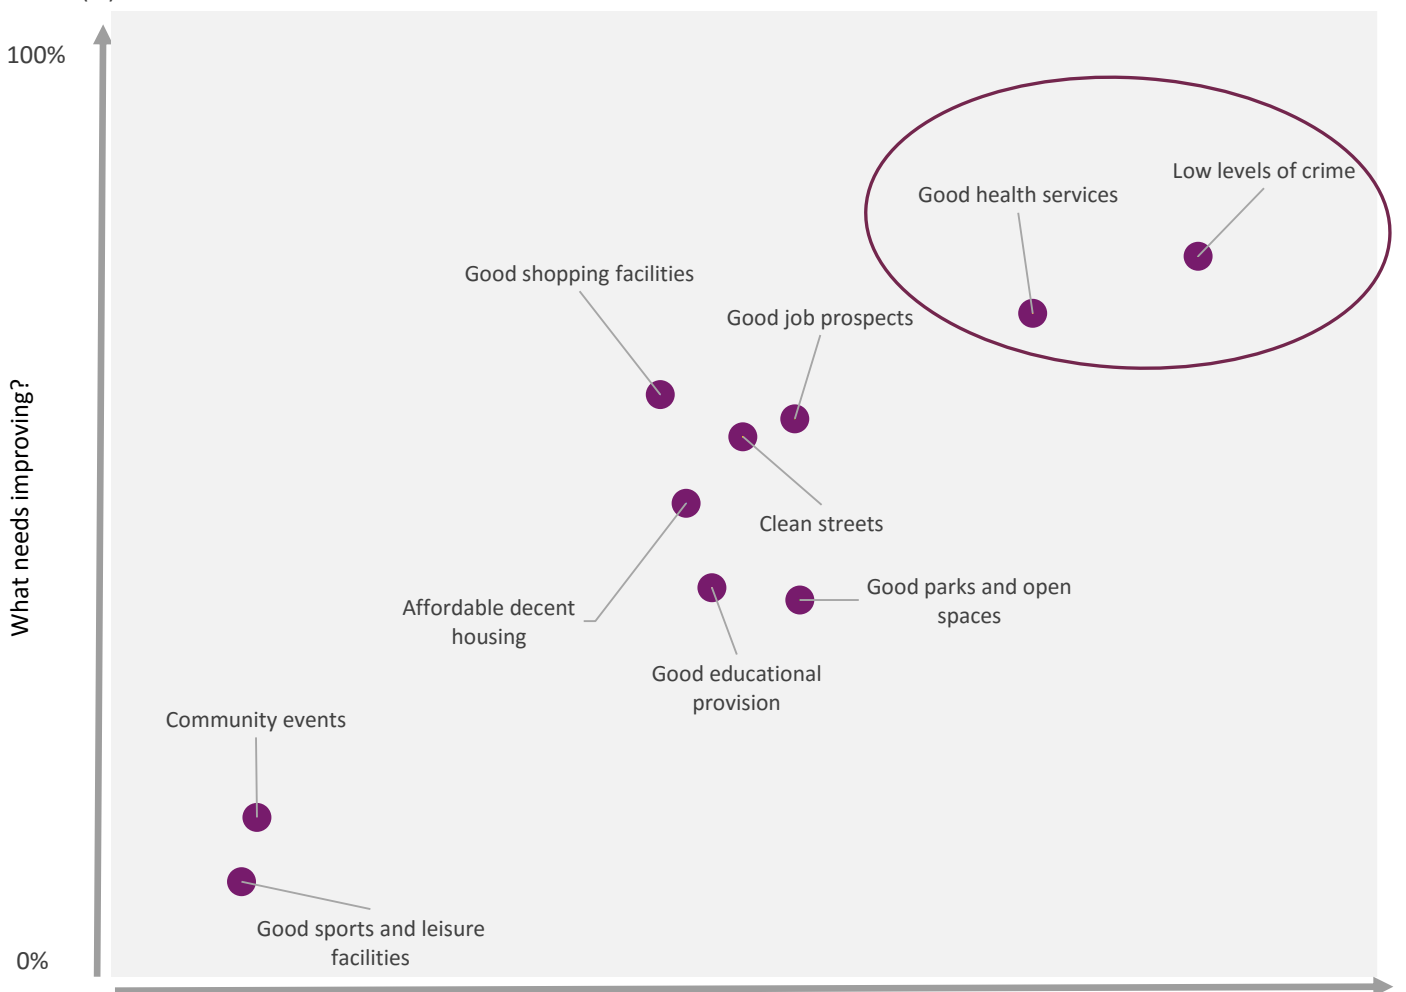 100%
Low levels of crime
Good health services
Good shopping facilities
Good job prospects
What needs improving?
Clean streets
Good parks and open
spaces
Affordable decent
housing
Good educational
provision
Community events
Good sports and leisure
facilities
0%